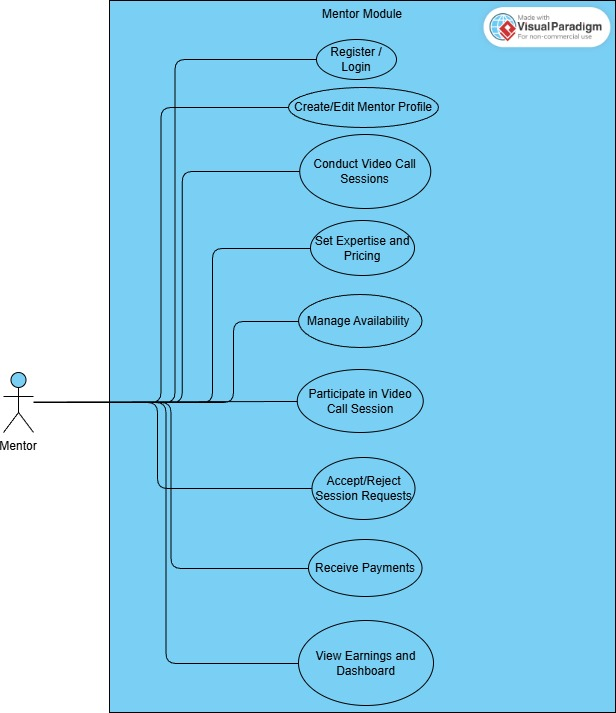 Mentor Module
Made with
Visual Paradigm
For non-commercial use
Register /
Login
Create/Edit Mentor Profile
Conduct Video Call
Sessions
Set Expertise and
Pricing
Manage Availability
Participate in Video
Call Session
Mentor
Accept/Reject
Session Requests
Receive Payments
View Earnings and
Dashboard